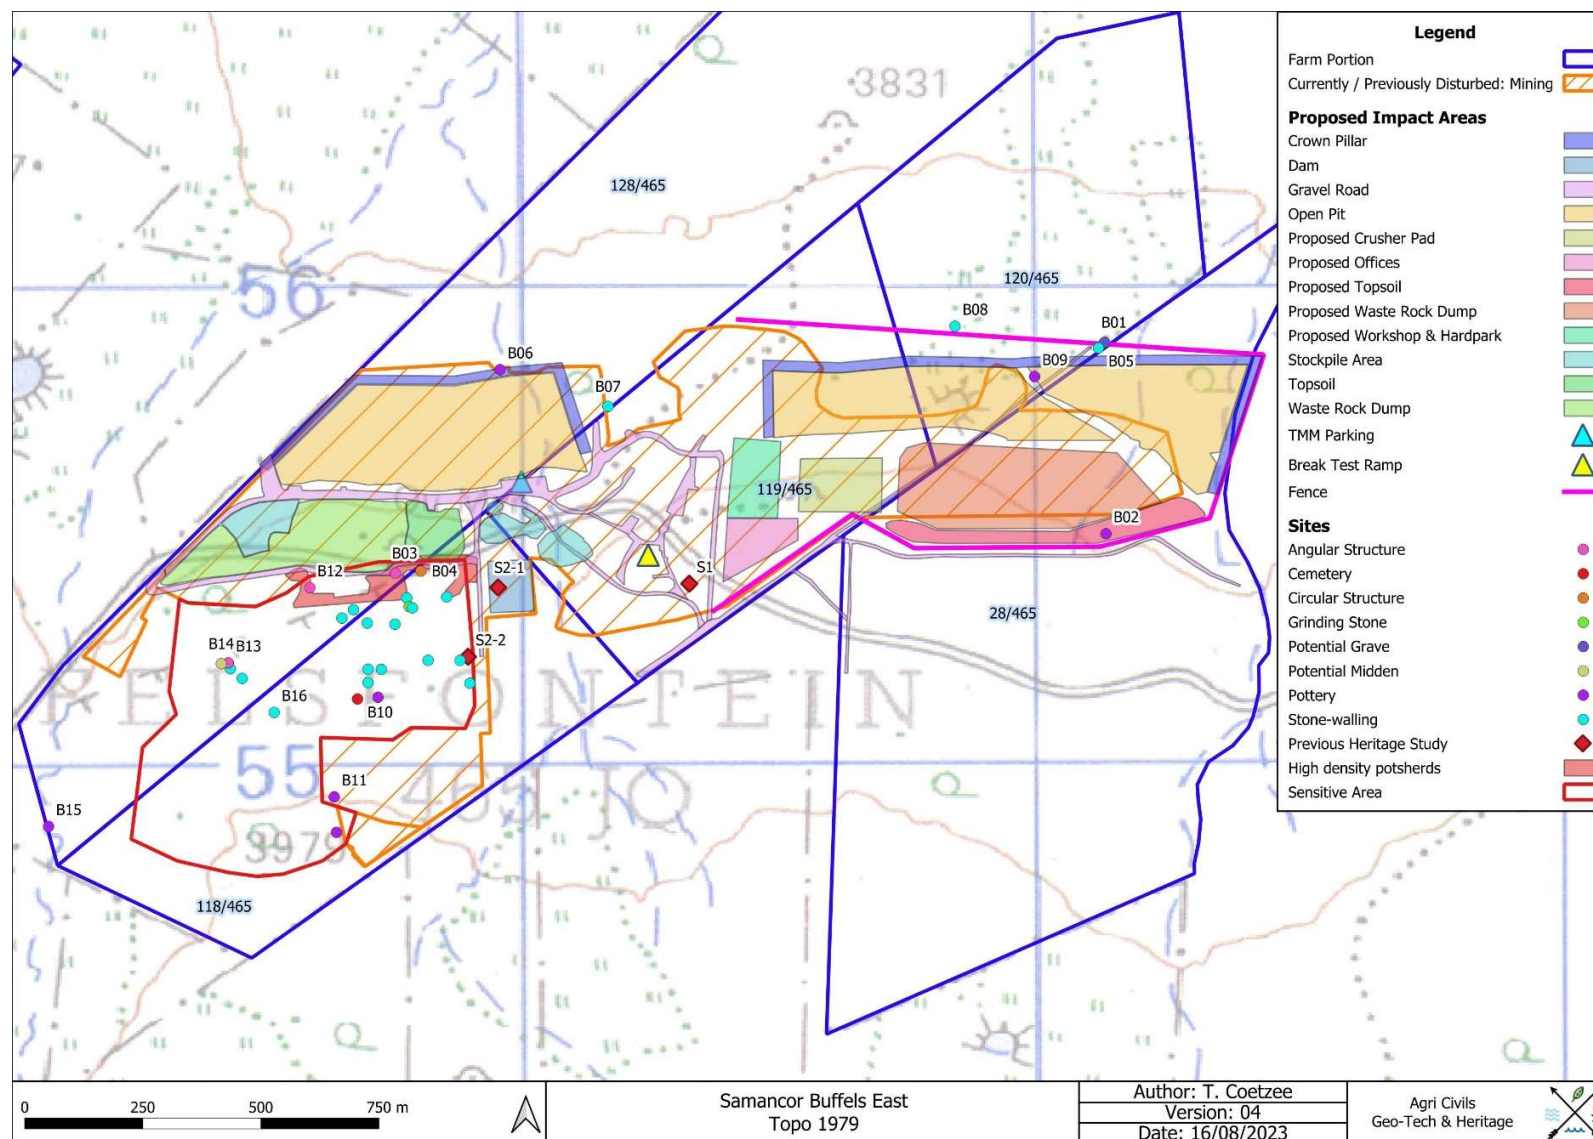 3831
128/465
56
120/465
B08
B01
B06
B09
B05
B07
119/465
B02
B03
B12
B04
S2-1
S1
28/465
S2-2
B14
B13
B16
B10
ELSFONTEIN
55
465 JQ
B11
B15
3979
118/465
Legend
Farm Portion
Currently / Previously Disturbed: Mining
Proposed Impact Areas
Crown Pillar
Dam
Gravel Road
Open Pit
Proposed Crusher Pad
Proposed Offices
Proposed Topsoil
Proposed Waste Rock Dump
Proposed Workshop & Hardpark
Stockpile Area
Topsoil
Waste Rock Dump
TMM Parking
Break Test Ramp
Fence
Sites
Angular Structure
Cemetery
Circular Structure
Grinding Stone
Potential Grave
Potential Midden
Pottery
Stone-walling
Previous Heritage Study
High density potsherds
Sensitive Area
0 250 500 750 m
Samancor Buffels East
Topo 1979
Author: T. Coetzee
Version: 04
Date: 16/08/2023
Agri Civils
Geo-Tech & Heritage